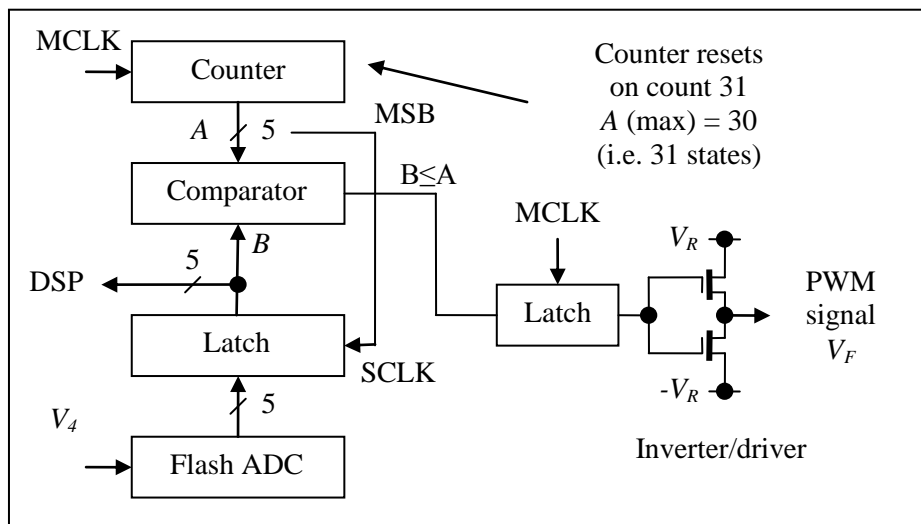 MCLK
Counter
Counter resets
on count 31
A (max) = 30
(i.e. 31 states)
A
5
MSB
Comparator
B≤A
MCLK
V_R
B
5
DSP
Latch
Latch
PWM
signal
V_F
SCLK
5
-V_R
V_4
Flash ADC
Inverter/driver